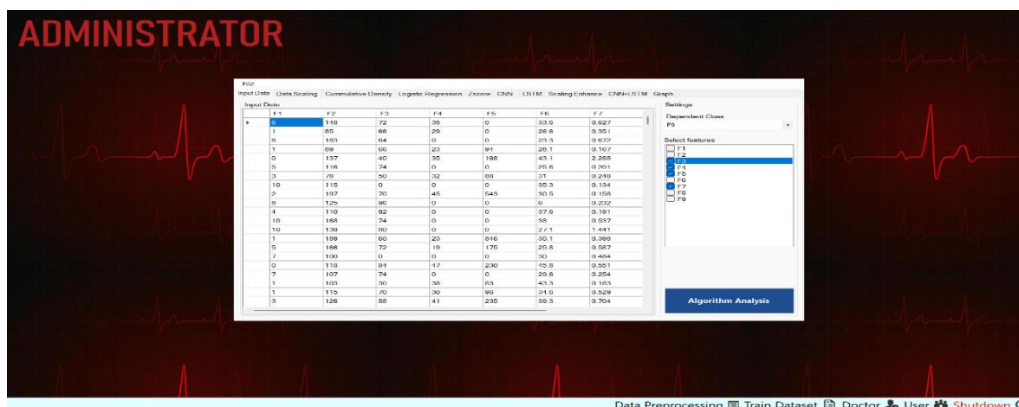 ADMINISTRATOR
File
Input Data Data Scaling Cummulative Density Logistic Regression Zscore CNN LSTM Scaling Enhance CNN+LSTM Graph
Input Data
F1 F2 F3 F4 F5 F6 F7
6 148 72 35 0 33.6 0.627
1 85 66 29 0 26.6 0.351
8 183 64 0 0 23.3 0.672
1 89 66 23 94 28.1 0.167
0 137 40 35 168 43.1 2.288
5 116 74 0 0 25.6 0.201
3 78 50 32 88 31 0.248
10 115 0 0 0 35.3 0.134
2 197 70 45 543 30.5 0.158
8 125 96 0 0 0 0.232
4 110 92 0 0 37.6 0.191
10 168 74 0 0 38 0.537
10 139 80 0 0 27.1 1.441
1 189 60 23 846 30.1 0.398
5 166 72 19 175 25.8 0.587
7 100 0 0 0 30 0.484
0 118 84 47 230 45.8 0.551
7 107 74 0 0 29.6 0.254
1 103 30 38 83 43.3 0.183
1 115 70 30 96 34.6 0.529
3 126 88 41 235 39.3 0.704
Settings
Dependent Class
Select features
F1
F2
F3
F4
F5
F6
F7
F8
F9
Algorithm Analysis
Data Preprocessing Train Dataset Doctor User Shutdown